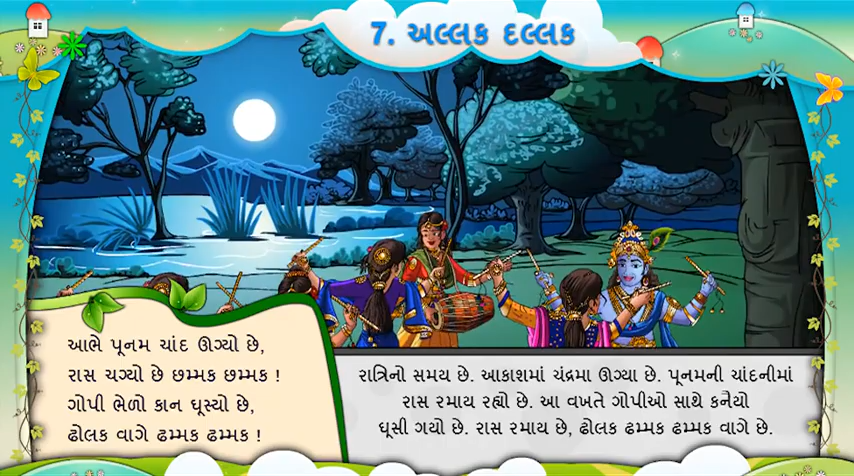 7. અલ્લક દલ્લક
આભે પૂનમ ચાંદ ઊગ્યો છે,
રાસ ચગ્યો છે છમ્મક છમ્મક !
ગોપી ભેળો કાન ઘૂસ્યો છે,
ઢોલક વાગે ઢમ્મક ઢમ્મક !
રાત્રિનો સમય છે. આકાશમાં ચંદ્રમા ઊગ્યા છે. પૂનમની ચાંદનીમાં
રાસ રમાય રહ્યો છે. આ વખતે ગોપીઓ સાથે કનૈયો
ઘૂસી ગયો છે. રાસ રમાય છે, ઢોલક ઢમ્મક ઢમ્મક વાગે છે.